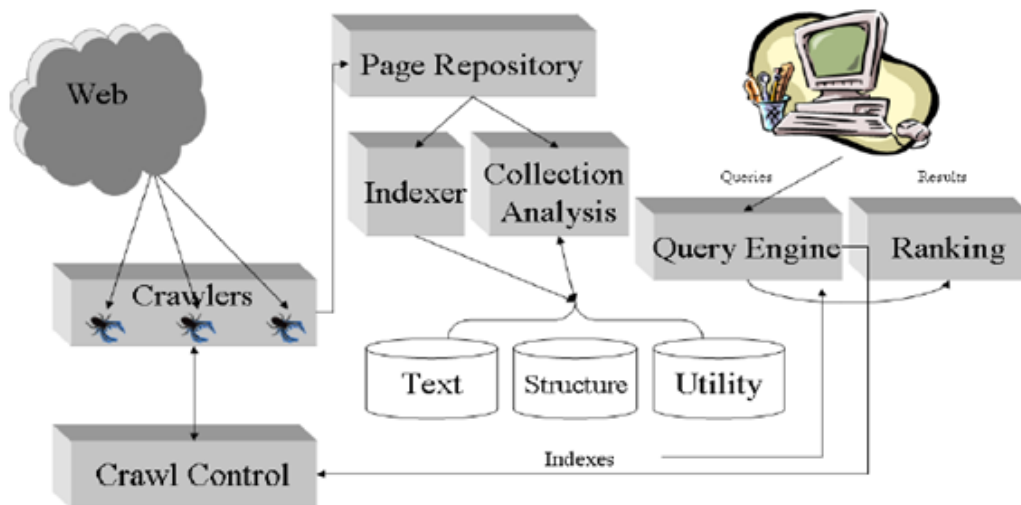 Web
Page Repository
Indexer
Collection
Analysis
Queries
Results
Query Engine
Ranking
Crawlers
Text
Structure
Utility
Indexes
Crawl Control